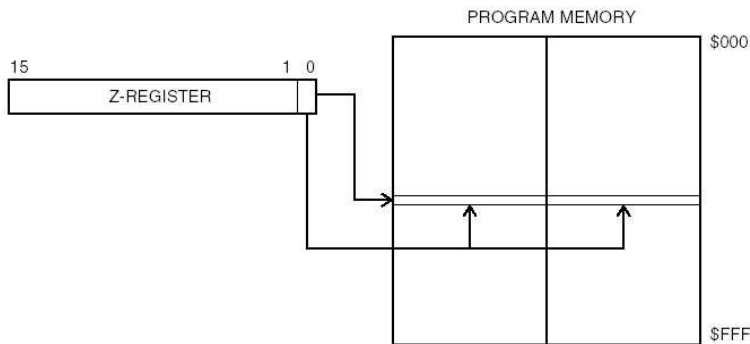 PROGRAM MEMORY
$000
15 1 0
Z-REGISTER
$FFF